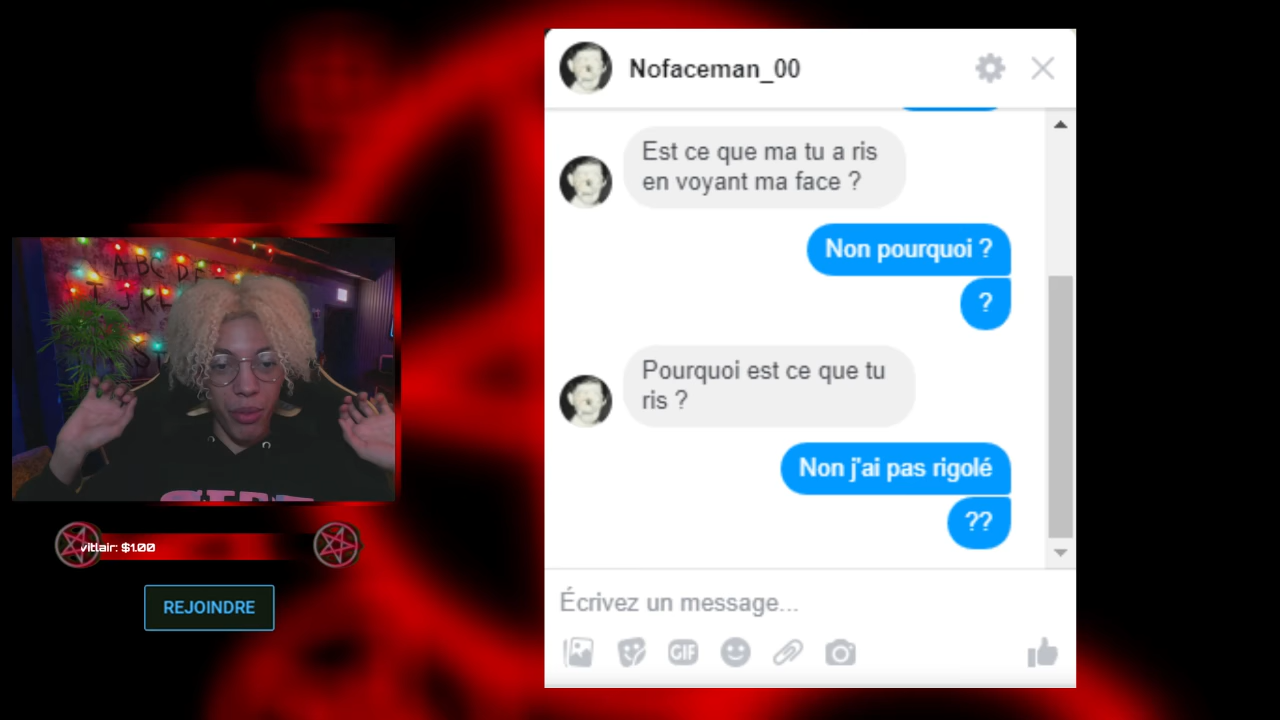 Nofaceman_00
Est ce que ma tu a ris
en voyant ma face ?
Non pourquoi ?
?
Pourquoi est ce que tu
ris ?
Non j'ai pas rigolé
??
Écrivez un message...
GIF
A B C D E
I J K L
S T
vitlair: $1.00
REJOINDRE